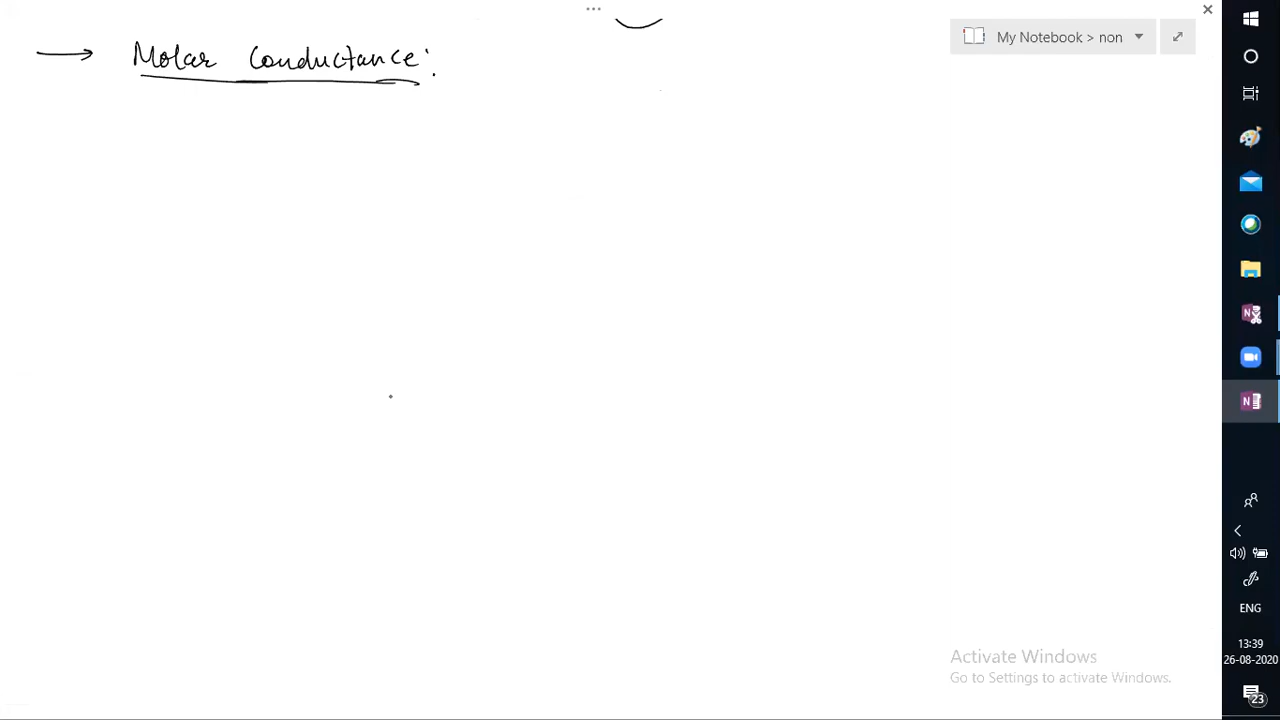 → Molar Conductance:
My Notebook > non
Activate Windows
Go to Settings to activate Windows.
ENG
13:39
26-08-2020
23